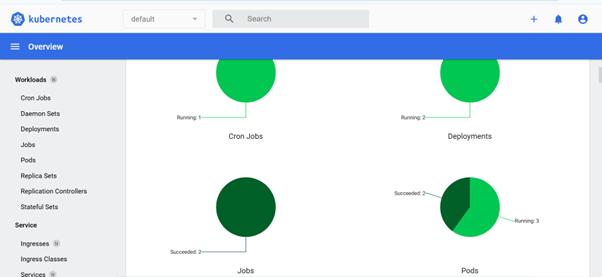 kubernetes
default
Search
Overview
Workloads N
Cron Jobs
Daemon Sets
Deployments
Jobs
Pods
Replica Sets
Replication Controllers
Stateful Sets
Service
Ingresses N
Ingress Classes
Services N
Running: 1
Cron Jobs
Running: 2
Deployments
Succeeded: 2
Jobs
Succeeded: 2
Running: 3
Pods